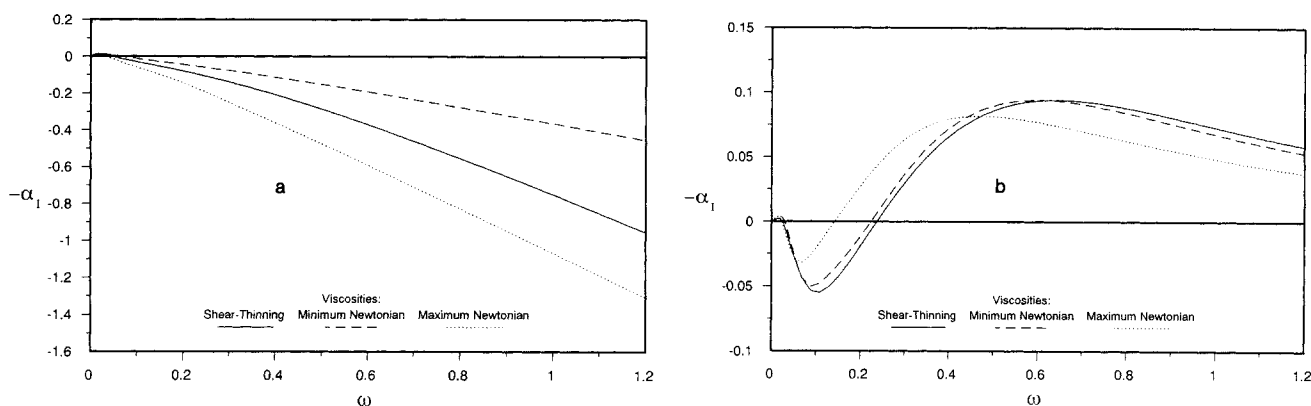 0.2
0
-0.2
-0.4
-0.6
-0.8
-1
-1.2
-1.4
-1.6
-α_I
a
Viscosities:
Shear-Thinning Minimum Newtonian Maximum Newtonian
0 0.2 0.4 0.6 0.8 1 1.2
ω
0.15
0.1
0.05
0
-0.05
-0.1
-α_I
b
Viscosities:
Shear-Thinning Minimum Newtonian Maximum Newtonian
0 0.2 0.4 0.6 0.8 1 1.2
ω